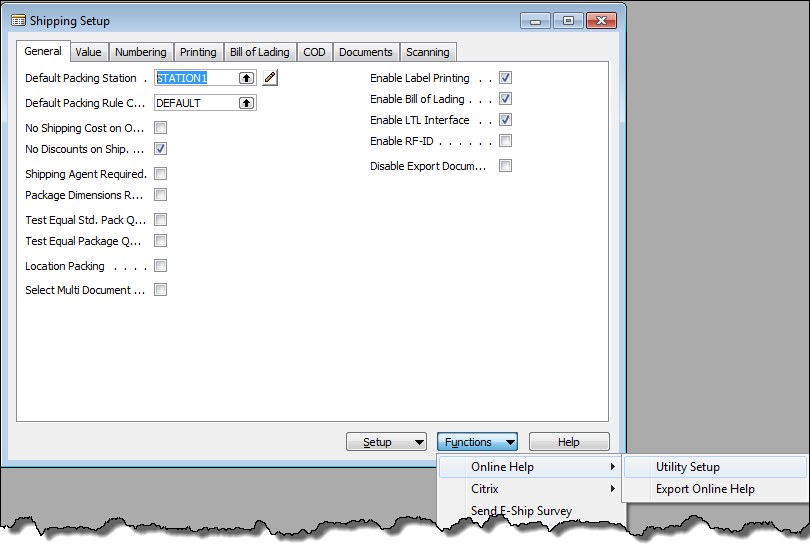 Shipping Setup
General Value Numbering Printing Bill of Lading COD Documents Scanning
Default Packing Station . STATION1 Enable Label Printing . .
Default Packing Rule C... DEFAULT Enable Bill of Lading . . .
No Shipping Cost on O... Enable LTL Interface . .
No Discounts on Ship. ... Enable RF-ID . . . . . .
Shipping Agent Required. Disable Export Docum...
Package Dimensions R...
Test Equal Std. Pack Q...
Test Equal Package Q...
Location Packing . . . .
Select Multi Document ...
Setup Functions Help
Online Help Utility Setup
Citrix Export Online Help
Send E-Ship Survey